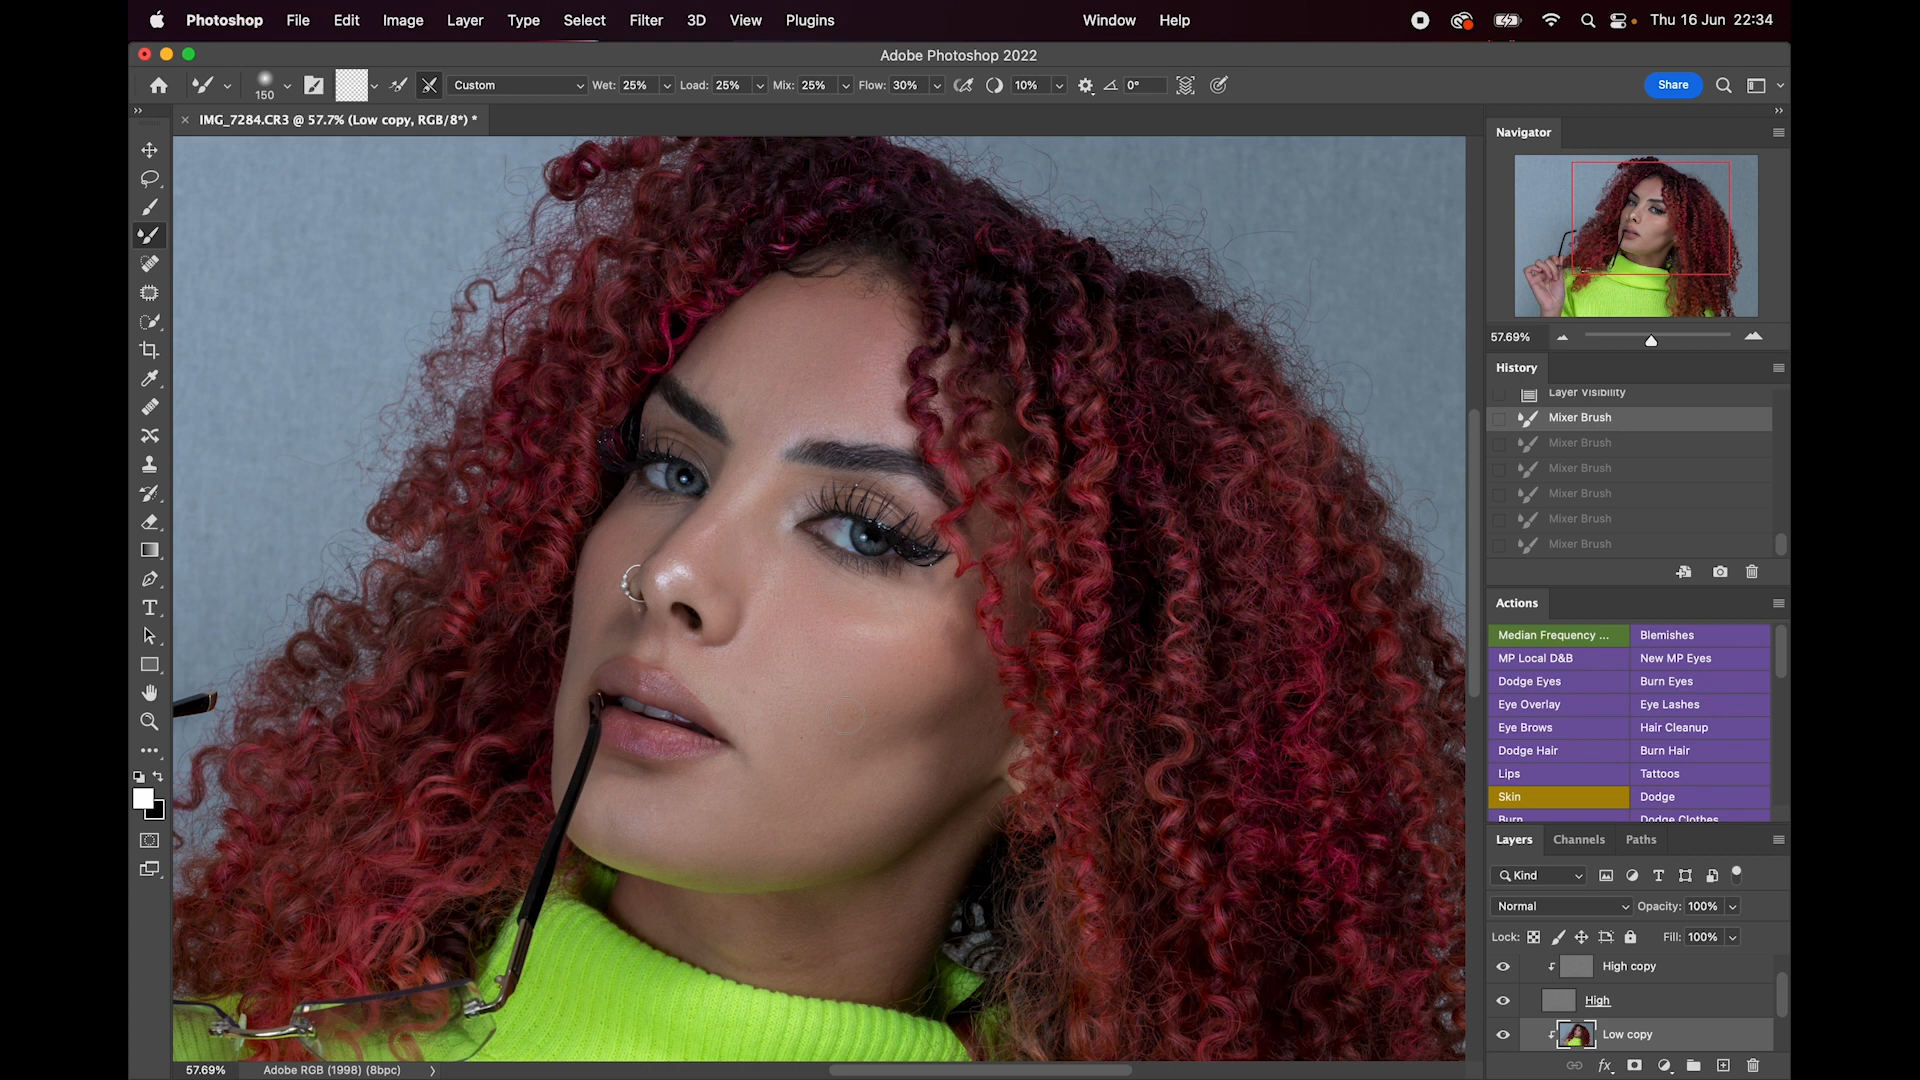 Photoshop File Edit Image Layer Type Select Filter 3D View Plugins Window Help Thu 16 Jun 22:34
Adobe Photoshop 2022
150 Custom Wet: 25% Load: 25% Mix: 25% Flow: 30% 10% 0° Share
× IMG_7284.CR3 @ 57.7% (Low copy, RGB/8*) *
Navigator
57.69%
History
Layer Visibility
Mixer Brush
Mixer Brush
Mixer Brush
Mixer Brush
Mixer Brush
Mixer Brush
Actions
Median Frequency ... Blemishes
MP Local D&B New MP Eyes
Dodge Eyes Burn Eyes
Eye Overlay Eye Lashes
Eye Brows Hair Cleanup
Dodge Hair Burn Hair
Lips Tattoos
Skin Dodge
Burn Dodge Clothes
Layers Channels Paths
Kind
Normal Opacity: 100%
Lock: Fill: 100%
High copy
High
Low copy
57.69% Adobe RGB (1998) (8bpc)